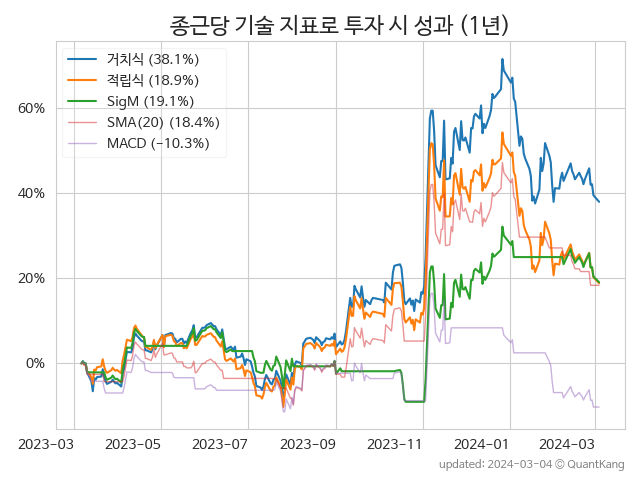 종근당 기술 지표로 투자 시 성과 (1년)
거치식 (38.1%)
적립식 (18.9%)
SigM (19.1%)
SMA(20) (18.4%)
MACD (−10.3%)
60%
40%
20%
0%
2023-03 2023-05 2023-07 2023-09 2023-11 2024-01 2024-03
updated: 2024-03-04 © QuantKang